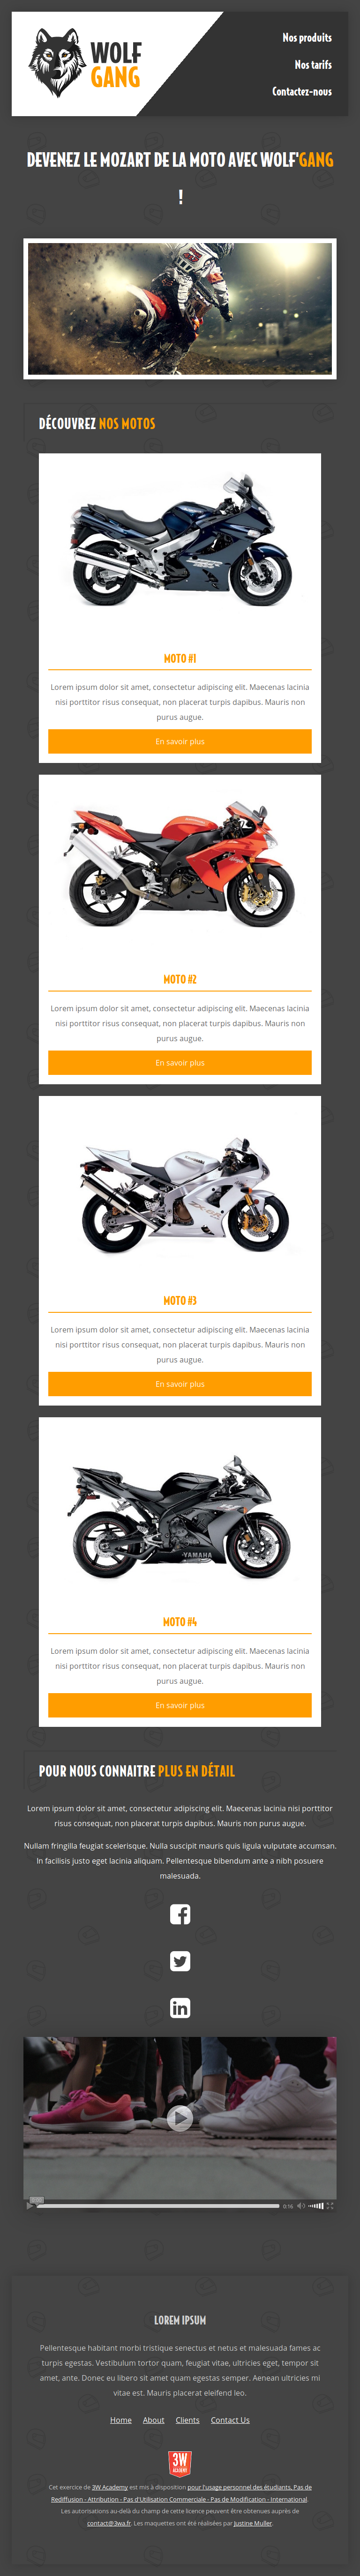 WOLF
GANG
Nos produits
Nos tarifs
Contactez-nous
DEVENEZ LE MOZART DE LA MOTO AVEC WOLF'GANG
!
DÉCOUVREZ NOS MOTOS
MOTO #1
Lorem ipsum dolor sit amet, consectetur adipiscing elit. Maecenas lacinia
nisi porttitor risus consequat, non placerat turpis dapibus. Mauris non
purus augue.
En savoir plus
MOTO #2
Lorem ipsum dolor sit amet, consectetur adipiscing elit. Maecenas lacinia
nisi porttitor risus consequat, non placerat turpis dapibus. Mauris non
purus augue.
En savoir plus
MOTO #3
Lorem ipsum dolor sit amet, consectetur adipiscing elit. Maecenas lacinia
nisi porttitor risus consequat, non placerat turpis dapibus. Mauris non
purus augue.
En savoir plus
YAMAHA
MOTO #4
Lorem ipsum dolor sit amet, consectetur adipiscing elit. Maecenas lacinia
nisi porttitor risus consequat, non placerat turpis dapibus. Mauris non
purus augue.
En savoir plus
POUR NOUS CONNAITRE PLUS EN DÉTAIL
Lorem ipsum dolor sit amet, consectetur adipiscing elit. Maecenas lacinia nisi porttitor
risus consequat, non placerat turpis dapibus. Mauris non purus augue.
Nullam fringilla feugiat scelerisque. Nulla suscipit mauris quis ligula vulputate accumsan.
In facilisis justo eget lacinia aliquam. Pellentesque bibendum ante a nibh posuere
malesuada.
0:16
LOREM IPSUM
Pellentesque habitant morbi tristique senectus et netus et malesuada fames ac
turpis egestas. Vestibulum tortor quam, feugiat vitae, ultricies eget, tempor sit
amet, ante. Donec eu libero sit amet quam egestas semper. Aenean ultricies mi
vitae est. Mauris placerat eleifend leo.
Home About Clients Contact Us
3W
ACADEMY
Cet exercice de 3W Academy est mis à disposition pour l'usage personnel des étudiants. Pas de
Rediffusion - Attribution - Pas d'Utilisation Commerciale - Pas de Modification - International.
Les autorisations au-delà du champ de cette licence peuvent être obtenues auprès de
contact@3wa.fr. Les maquettes ont été réalisées par Justine Muller.